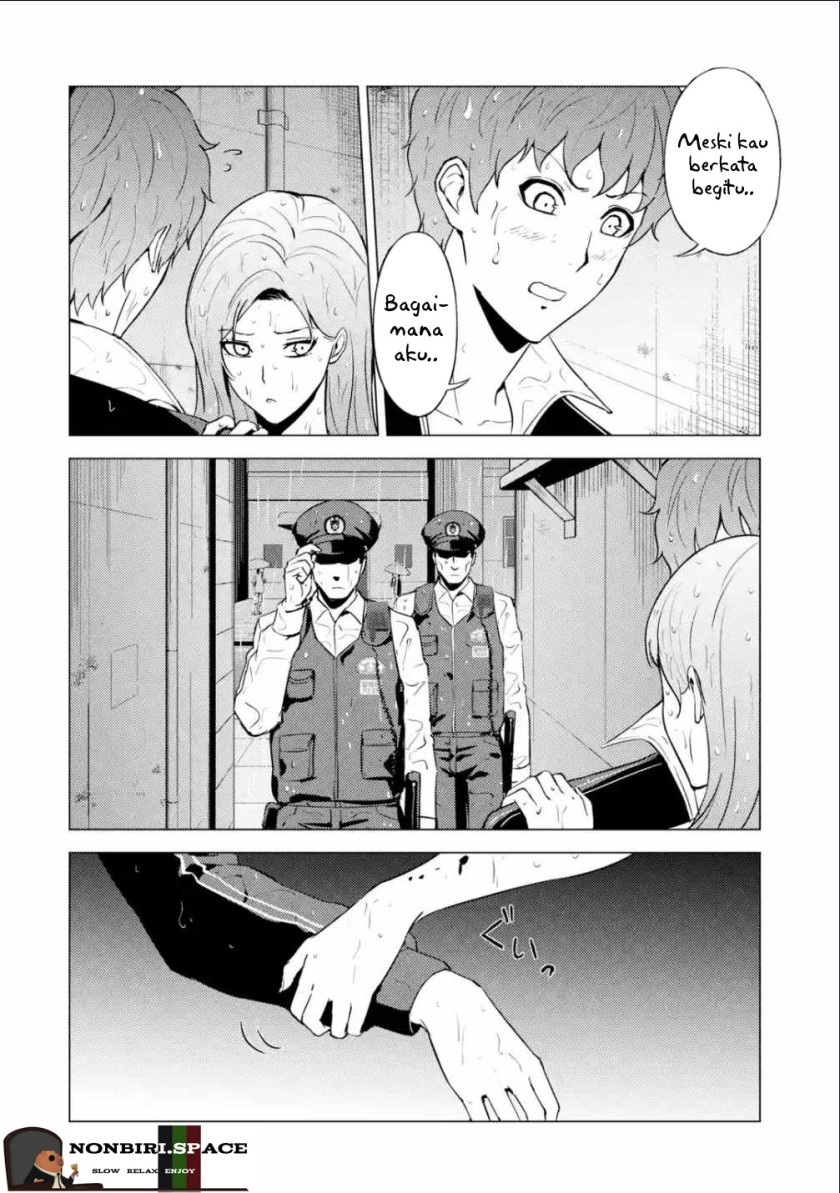 Meski kau
berkata
begitu..
Bagai-
mana
aku..
ぐいっ
NONBIRI.SPACE
SLOW RELAX ENJOY